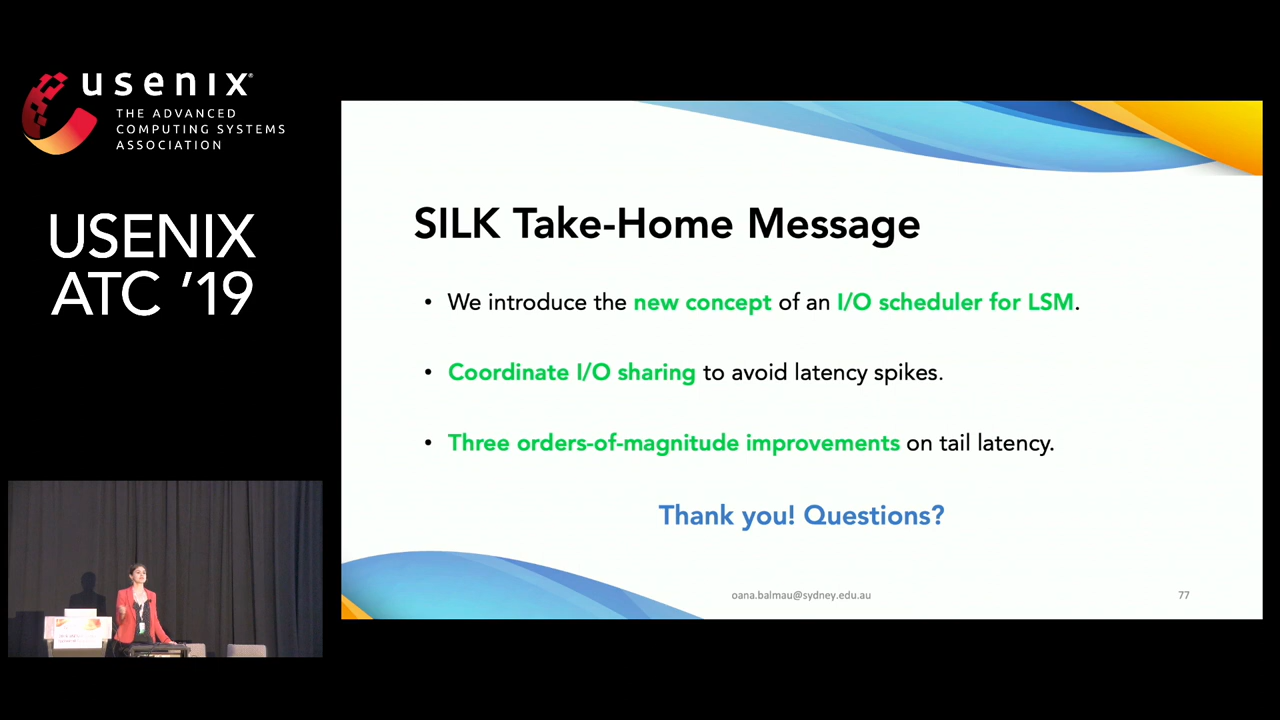 usenix
THE ADVANCED
COMPUTING SYSTEMS
ASSOCIATION
USENIX
ATC '19
SILK Take-Home Message
• We introduce the new concept of an I/O scheduler for LSM.
• Coordinate I/O sharing to avoid latency spikes.
• Three orders-of-magnitude improvements on tail latency.
Thank you! Questions?
oana.balmau@sydney.edu.au
77